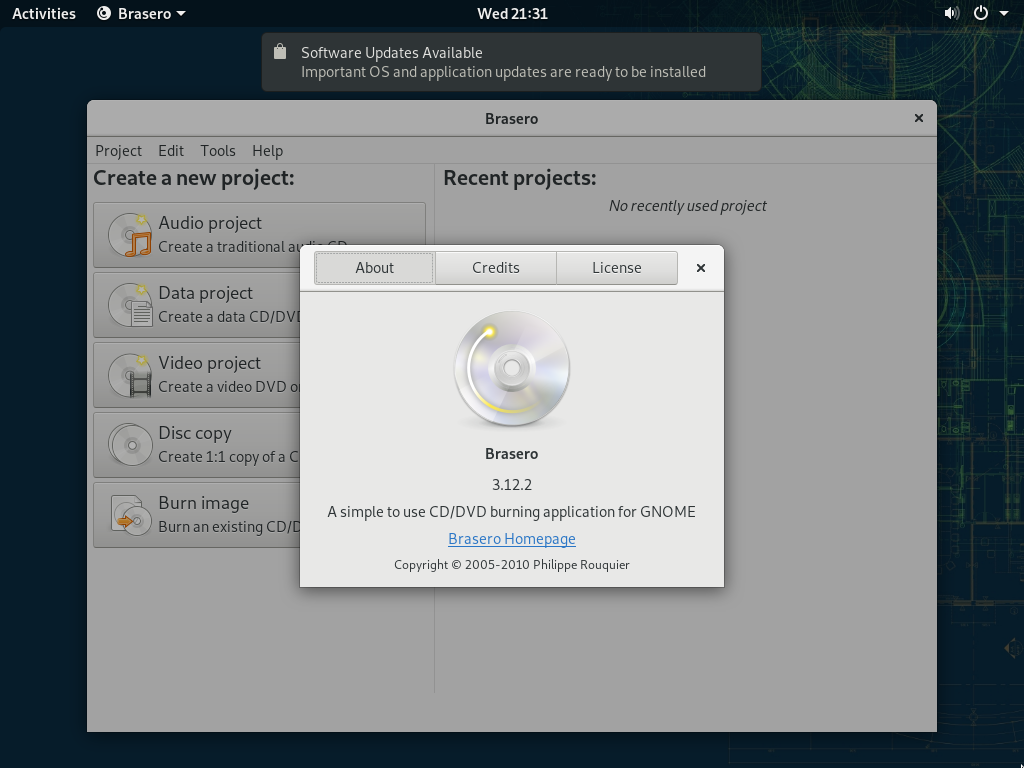 Activities Brasero Wed 21:31
Software Updates Available
Important OS and application updates are ready to be installed
Brasero
Project Edit Tools Help
Create a new project:
Audio project
Create a traditional audio CD
Data project
Create a data CD/DVD
Video project
Create a video DVD o
Disc copy
Create 1:1 copy of a C
Burn image
Burn an existing CD/D
Recent projects:
No recently used project
About Credits License
Brasero
3.12.2
A simple to use CD/DVD burning application for GNOME
Brasero Homepage
Copyright © 2005-2010 Philippe Rouquier